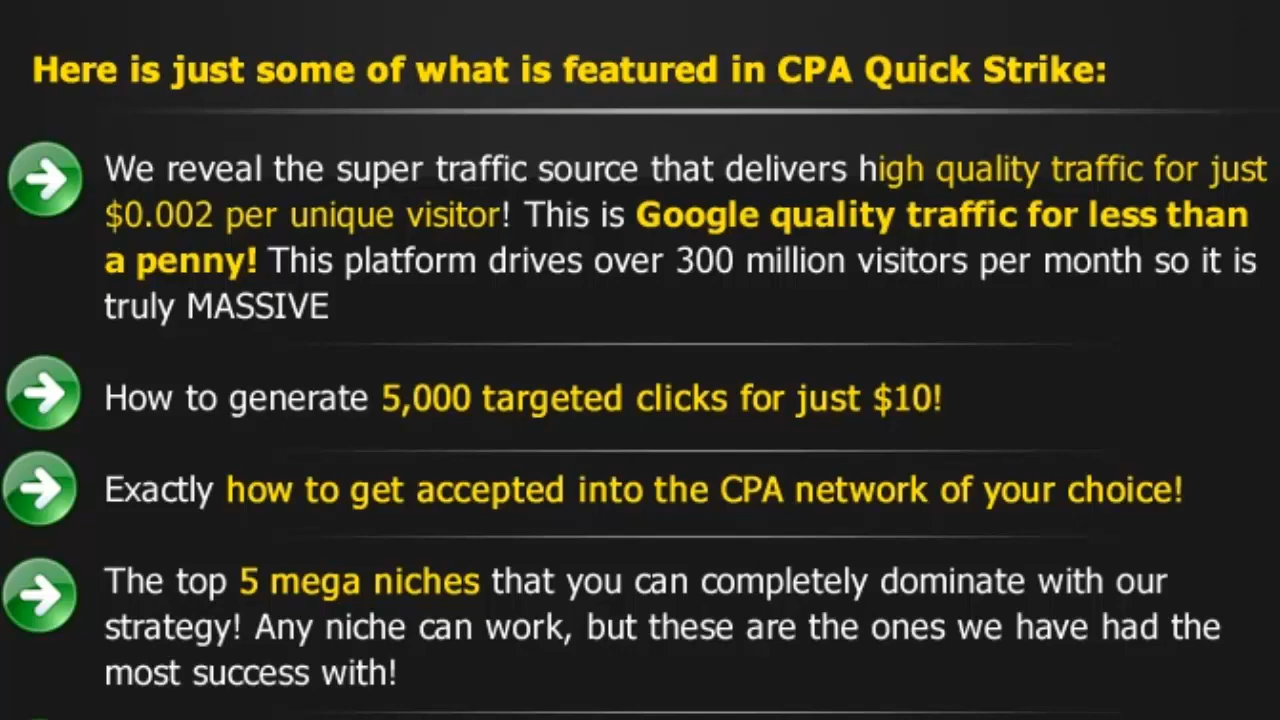 Here is just some of what is featured in CPA Quick Strike:
We reveal the super traffic source that delivers high quality traffic for just
$0.002 per unique visitor! This is Google quality traffic for less than
a penny! This platform drives over 300 million visitors per month so it is
truly MASSIVE
How to generate 5,000 targeted clicks for just $10!
Exactly how to get accepted into the CPA network of your choice!
The top 5 mega niches that you can completely dominate with our
strategy! Any niche can work, but these are the ones we have had the
most success with!